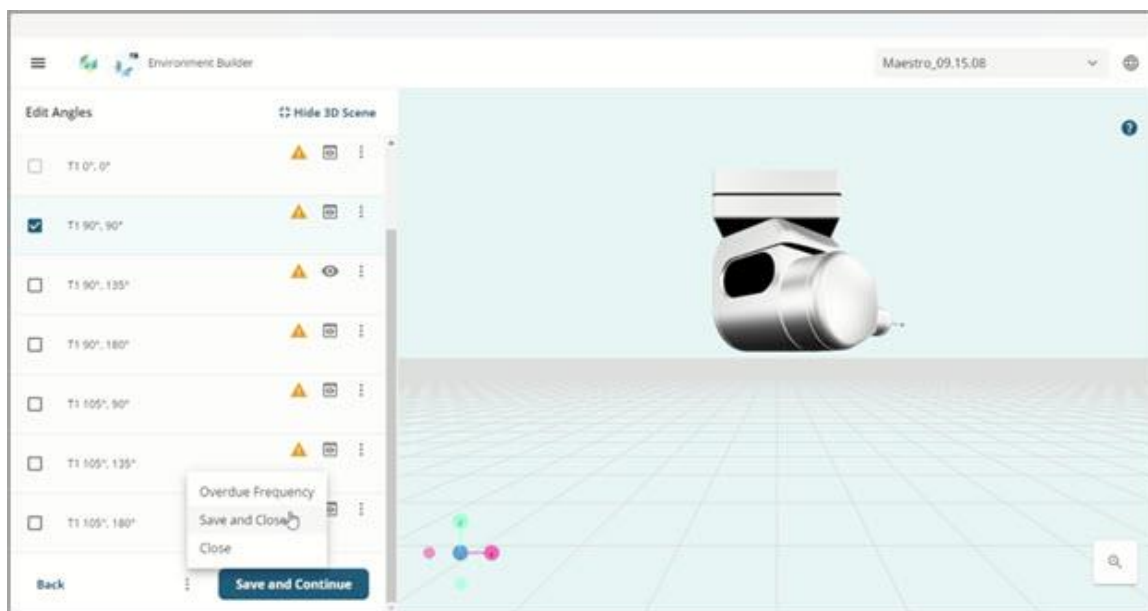 Environment Builder
Maestro_09.15.08
Edit Angles
Hide 3D Scene
T1 0°, 0°
T1 90°, 90°
T1 90°, 135°
T1 90°, 180°
T1 105°, 90°
T1 105°, 135°
T1 105°, 180°
Overdue Frequency
Save and Close
Close
Back
Save and Continue